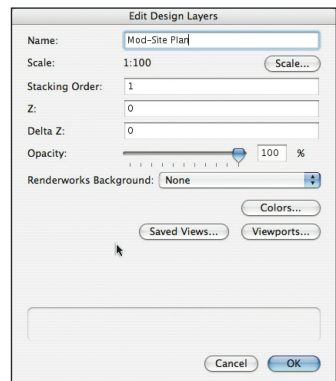 Edit Design Layers
Name: Mod-Site Plan
Scale: 1:100 Scale...
Stacking Order: 1
Z: 0
Delta Z: 0
Opacity: 100 %
Renderworks Background: None
Colors...
Saved Views... Viewports...
Cancel OK